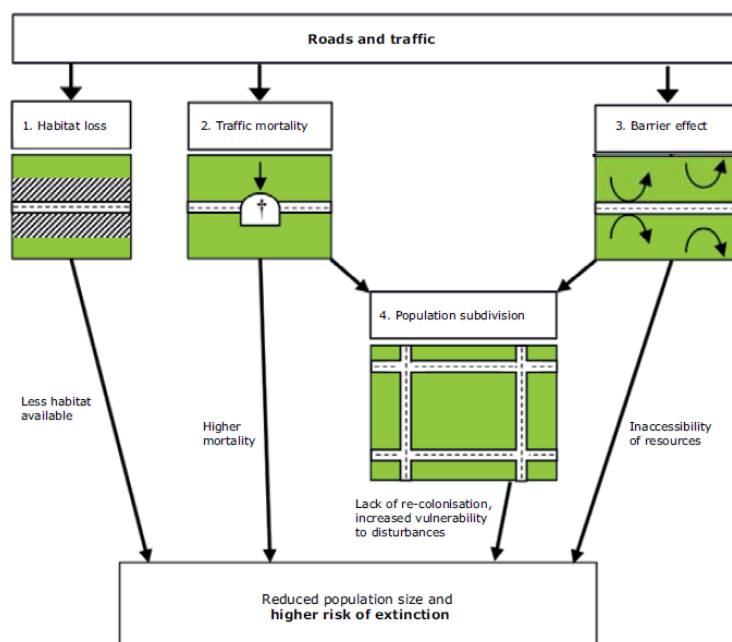 Roads and traffic
1. Habitat loss
2. Traffic mortality
3. Barrier effect
†
4. Population subdivision
Less habitat
available
Higher
mortality
Inaccessibility
of resources
Lack of re-colonisation,
increased vulnerability
to disturbances
Reduced population size and
higher risk of extinction